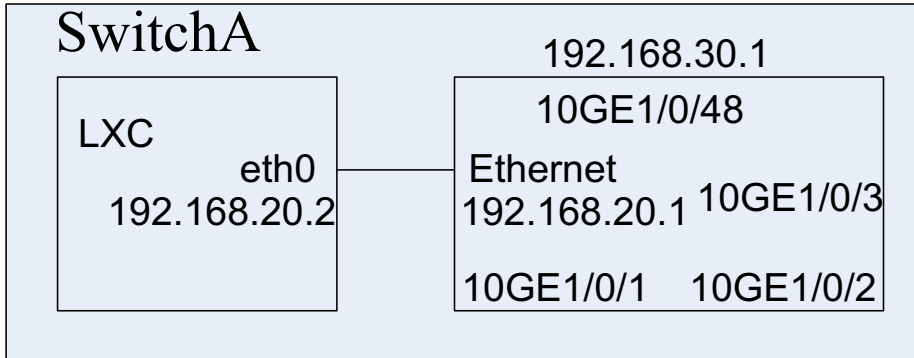 SwitchA
192.168.30.1
10GE1/0/48
LXC
eth0
192.168.20.2
Ethernet
192.168.20.1
10GE1/0/3
10GE1/0/1
10GE1/0/2